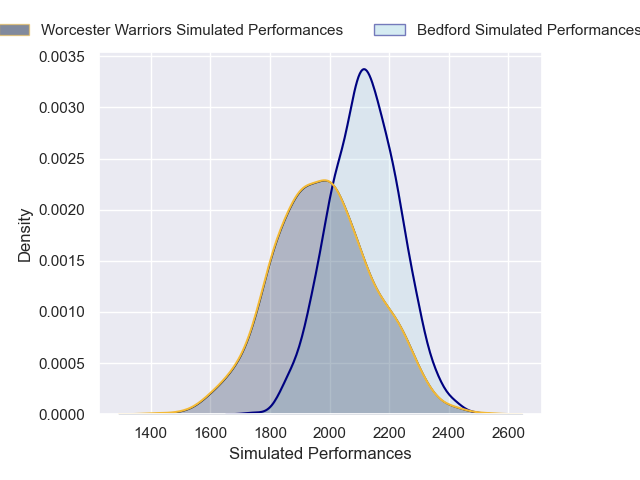 Worcester Warriors Simulated Performances
Bedford Simulated Performances
0.0035
0.0030
0.0025
0.0020
0.0015
0.0010
0.0005
0.0000
Density
1400 1600 1800 2000 2200 2400 2600
Simulated Performances